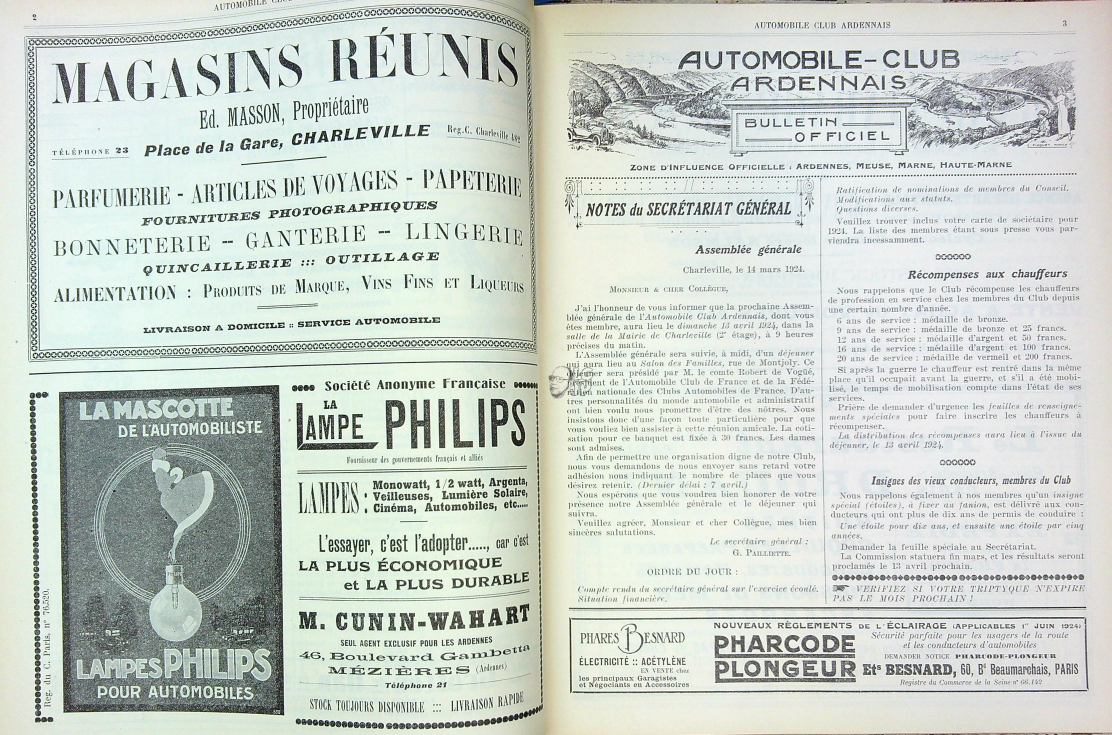 2
AUTOMOBILE CLUB
MAGASINS RÉUNIS
Ed. MASSON, Propriétaire
TÉLÉPHONE 23
Place de la Gare, CHARLEVILLE
Reg. C. Charleville 492
PARFUMERIE - ARTICLES DE VOYAGES - PAPETERIE
FOURNITURES PHOTOGRAPHIQUES
BONNETERIE -- GANTERIE -- LINGERIE
QUINCAILLERIE ::: OUTILLAGE
ALIMENTATION : PRODUITS DE MARQUE, VINS FINS ET LIQUEURS
LIVRAISON A DOMICILE :: SERVICE AUTOMOBILE
LA MASCOTTE
DE L'AUTOMOBILISTE
LAMPES PHILIPS
POUR AUTOMOBILES
Reg. du C. Paris, n° 76.520.
Société Anonyme Française
LA
LAMPE PHILIPS
Fournisseur des gouvernements français et alliés
LAMPES :
Monowatt, 1/2 watt, Argenta,
Veilleuses, Lumière Solaire,
Cinéma, Automobiles, etc....
L'essayer, c'est l'adopter....., car c'est
LA PLUS ÉCONOMIQUE
et LA PLUS DURABLE
M. CUNIN-WAHART
SEUL AGENT EXCLUSIF POUR LES ARDENNES
46, Boulevard Gambetta
MÉZIÈRES (Ardennes)
Téléphone 21
STOCK TOUJOURS DISPONIBLE ::: LIVRAISON RAPIDE
AUTOMOBILE CLUB ARDENNAIS
3
AUTOMOBILE-CLUB
ARDENNAIS
BULLETIN
OFFICIEL
ZONE D'INFLUENCE OFFICIELLE : ARDENNES, MEUSE, MARNE, HAUTE-MARNE
NOTES du SECRÉTARIAT GÉNÉRAL
Assemblée générale
Charleville, le 14 mars 1924.
MONSIEUR & CHER COLLÈGUE,
J'ai l'honneur de vous informer que la prochaine Assem-
blée générale de l'Automobile Club Ardennais, dont vous
êtes membre, aura lieu le dimanche 13 avril 1924, dans la
salle de la Mairie de Charleville (2e étage), à 9 heures
précises du matin.
L'Assemblée générale sera suivie, à midi, d'un déjeuner
qui aura lieu au Salon des Familles, rue de Montjoly. Ce
déjeuner sera présidé par M. le comte Robert de Vogüé,
président de l'Automobile Club de France et de la Fédé-
ration nationale des Clubs Automobiles de France. D'au-
tres personnalités du monde automobile et administratif
ont bien voulu nous promettre d'être des nôtres. Nous
insistons donc d'une façon toute particulière pour que
vous vouliez bien assister à cette réunion amicale. La coti-
sation pour ce banquet est fixée à 30 francs. Les dames
sont admises.
Afin de permettre une organisation digne de notre Club,
nous vous demandons de nous envoyer sans retard votre
adhésion nous indiquant le nombre de places que vous
désirez retenir. (Dernier délai : 7 avril.)
Nous espérons que vous voudrez bien honorer de votre
présence notre Assemblée générale et le déjeuner qui
suivra.
Veuillez agréer, Monsieur et cher Collègue, mes bien
sincères salutations.
Le secrétaire général :
G. PAILLETTE.
ORDRE DU JOUR :
Compte rendu du secrétaire général sur l'exercice écoulé.
Situation financière.
Ratification de nominations de membres du Conseil.
Modifications aux statuts.
Questions diverses.
Veuillez trouver inclus votre carte de sociétaire pour
1924. La liste des membres étant sous presse vous par-
viendra incessamment.
Récompenses aux chauffeurs
Nous rappelons que le Club récompense les chauffeurs
de profession en service chez les membres du Club depuis
une certain nombre d'année.
6 ans de service : médaille de bronze.
9 ans de service : médaille de bronze et 25 francs.
12 ans de service : médaille d'argent et 50 francs.
16 ans de service : médaille d'argent et 100 francs.
20 ans de service : médaille de vermeil et 200 francs.
Si après la guerre le chauffeur est rentré dans la même
place qu'il occupait avant la guerre, et s'il a été mobi-
lisé, le temps de mobilisation compte dans l'état de ses
services.
Prière de demander d'urgence les feuilles de renseigne-
ments spéciales pour faire inscrire les chauffeurs à
récompenser.
La distribution des récompenses aura lieu à l'issue du
déjeuner, le 13 avril 1924.
Insignes des vieux conducteurs, membres du Club
Nous rappelons également à nos membres qu'un insigne
spécial (étoiles), à fixer au fanion, est délivré aux con-
ducteurs qui ont plus de dix ans de permis de conduire :
Une étoile pour dix ans, et ensuite une étoile par cinq
années.
Demander la feuille spéciale au Secrétariat.
La Commission statuera fin mars, et les résultats seront
proclamés le 13 avril prochain.
☞ VERIFIEZ SI VOTRE TRIPTYQUE N'EXPIRE
PAS LE MOIS PROCHAIN !
PHARES BESNARD
ÉLECTRICITÉ :: ACÉTYLÈNE
EN VENTE chez
les principaux Garagistes
et Négociants en Accessoires
NOUVEAUX RÈGLEMENTS DE L'ÉCLAIRAGE (APPLICABLES 1er JUIN 1924)
PHARCODE
PLONGEUR
Sécurité parfaite pour les usagers de la route
et les conducteurs d'automobiles
DEMANDER NOTICE PHARCODE-PLONGEUR
Ets BESNARD, 60, Bd Beaumarchais, PARIS
Registre du Commerce de la Seine n° 66.142